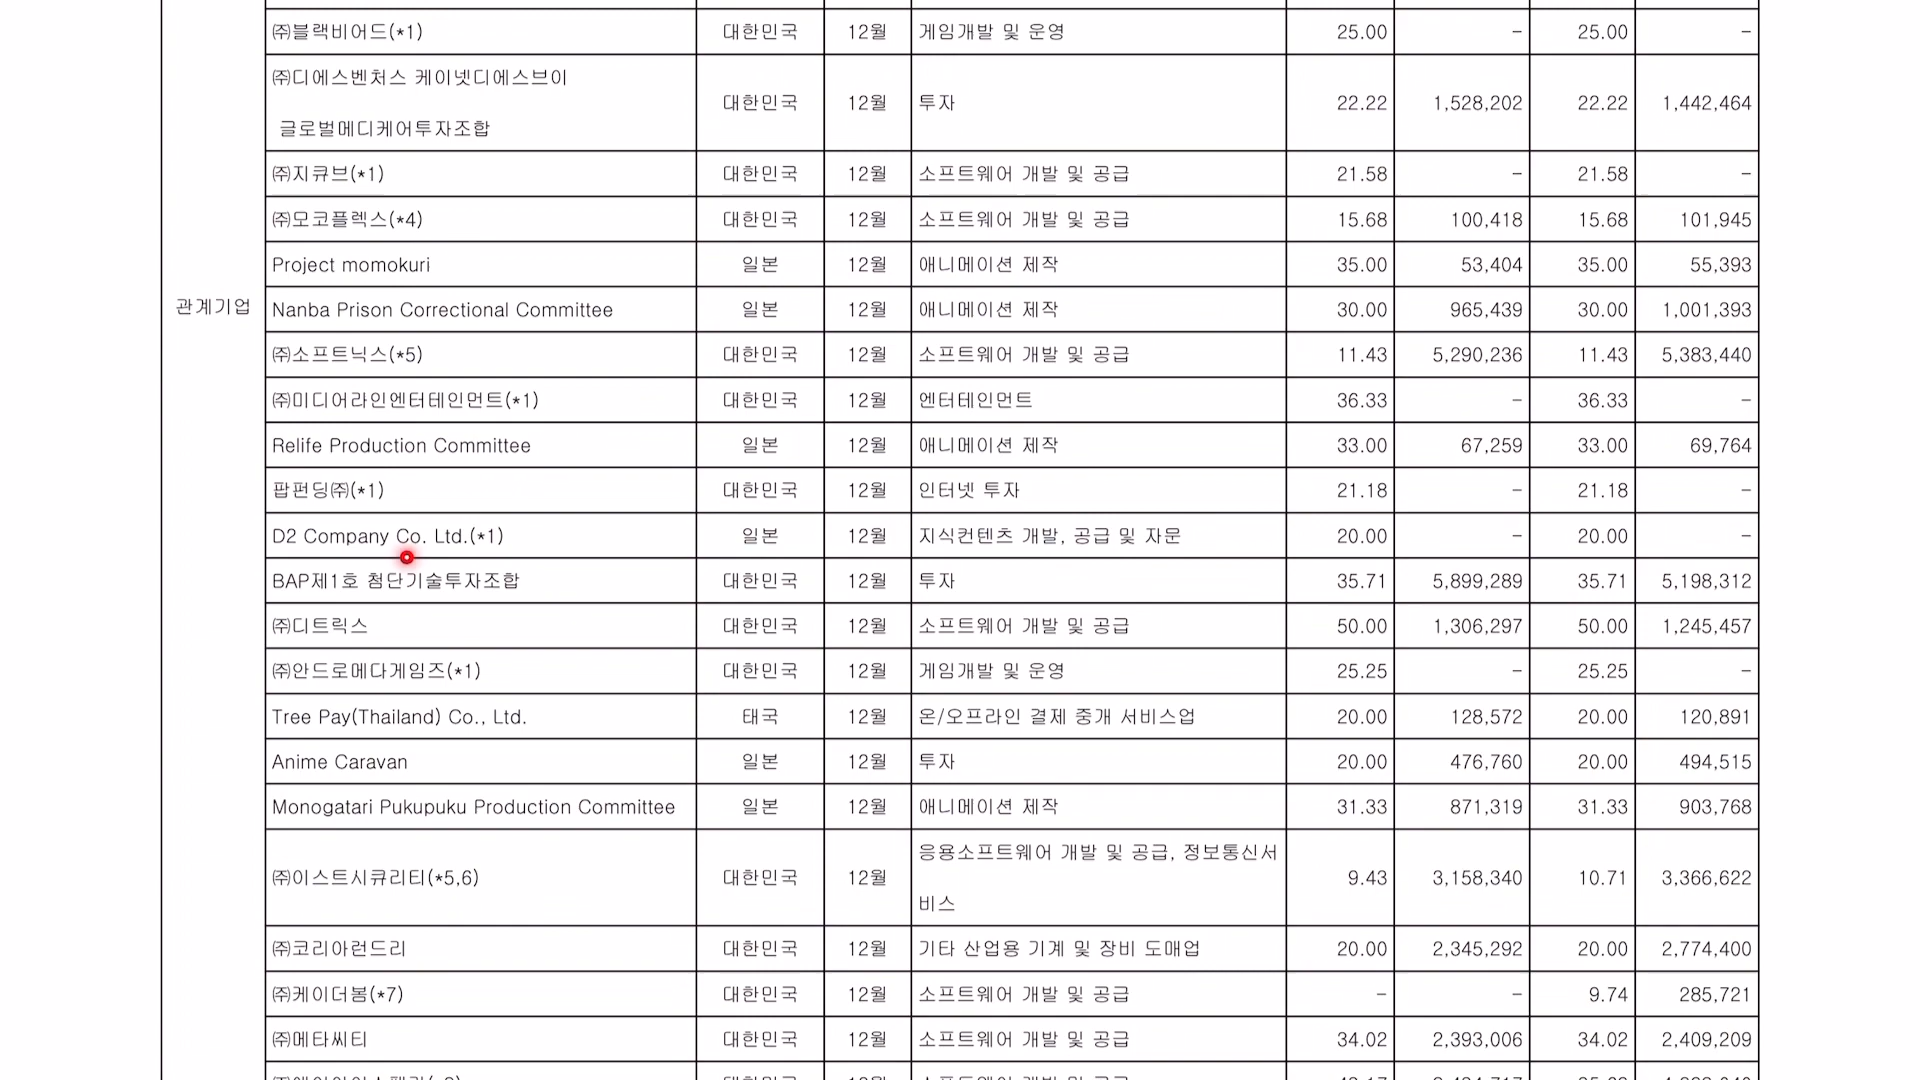 ㈜블랙비어드(*1) 대한민국 12월 게임개발 및 운영 25.00 – 25.00 –
㈜디에스벤처스 케이넷디에스브이
글로벌메디케어투자조합 대한민국 12월 투자 22.22 1,528,202 22.22 1,442,464
㈜지큐브(*1) 대한민국 12월 소프트웨어 개발 및 공급 21.58 – 21.58 –
㈜모코플렉스(*4) 대한민국 12월 소프트웨어 개발 및 공급 15.68 100,418 15.68 101,945
Project momokuri 일본 12월 애니메이션 제작 35.00 53,404 35.00 55,393
관계기업
Nanba Prison Correctional Committee 일본 12월 애니메이션 제작 30.00 965,439 30.00 1,001,393
㈜소프트닉스(*5) 대한민국 12월 소프트웨어 개발 및 공급 11.43 5,290,236 11.43 5,383,440
㈜미디어라인엔터테인먼트(*1) 대한민국 12월 엔터테인먼트 36.33 – 36.33 –
Relife Production Committee 일본 12월 애니메이션 제작 33.00 67,259 33.00 69,764
팝펀딩㈜(*1) 대한민국 12월 인터넷 투자 21.18 – 21.18 –
D2 Company Co. Ltd.(*1) 일본 12월 지식컨텐츠 개발, 공급 및 자문 20.00 – 20.00 –
BAP제1호 첨단기술투자조합 대한민국 12월 투자 35.71 5,899,289 35.71 5,198,312
㈜디트릭스 대한민국 12월 소프트웨어 개발 및 공급 50.00 1,306,297 50.00 1,245,457
㈜안드로메다게임즈(*1) 대한민국 12월 게임개발 및 운영 25.25 – 25.25 –
Tree Pay(Thailand) Co., Ltd. 태국 12월 온/오프라인 결제 중개 서비스업 20.00 128,572 20.00 120,891
Anime Caravan 일본 12월 투자 20.00 476,760 20.00 494,515
Monogatari Pukupuku Production Committee 일본 12월 애니메이션 제작 31.33 871,319 31.33 903,768
㈜이스트시큐리티(*5,6) 대한민국 12월 응용소프트웨어 개발 및 공급, 정보통신서
비스 9.43 3,158,340 10.71 3,366,622
㈜코리아런드리 대한민국 12월 기타 산업용 기계 및 장비 도매업 20.00 2,345,292 20.00 2,774,400
㈜케이더봄(*7) 대한민국 12월 소프트웨어 개발 및 공급 – – 9.74 285,721
㈜메타씨티 대한민국 12월 소프트웨어 개발 및 공급 34.02 2,393,006 34.02 2,409,209